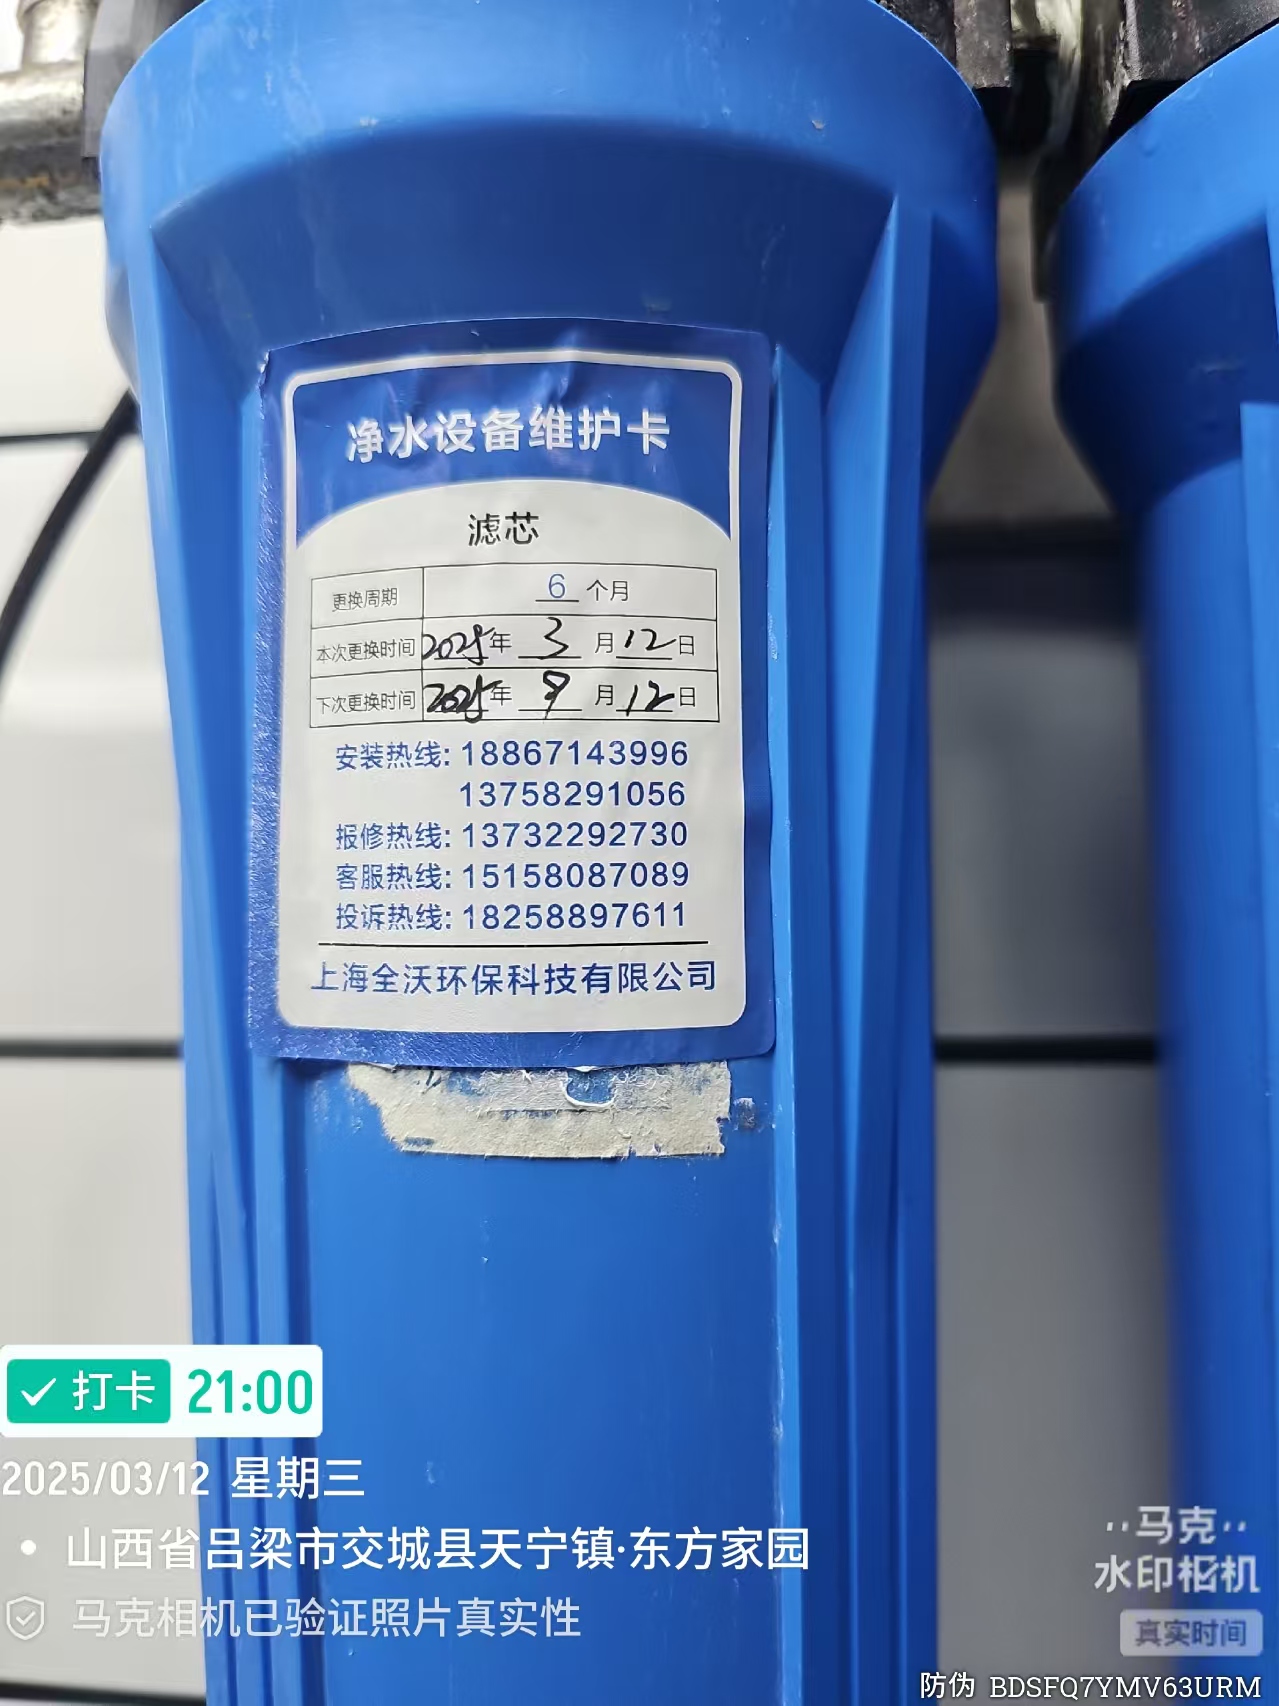 净水设备维护卡
滤芯
更换周期 6 个月
本次更换时间 2025年 3 月 12 日
下次更换时间 2025年 9 月 12 日
安装热线: 18867143996
13758291056
报修热线: 13732292730
客服热线: 15158087089
投诉热线: 18258897611
上海全沃环保科技有限公司
打卡 21:00
2025/03/12 星期三
山西省吕梁市交城县天宁镇·东方家园
马克相机已验证照片真实性
马克
水印相机
真实时间
防伪 BDSFQ7YMV63URM